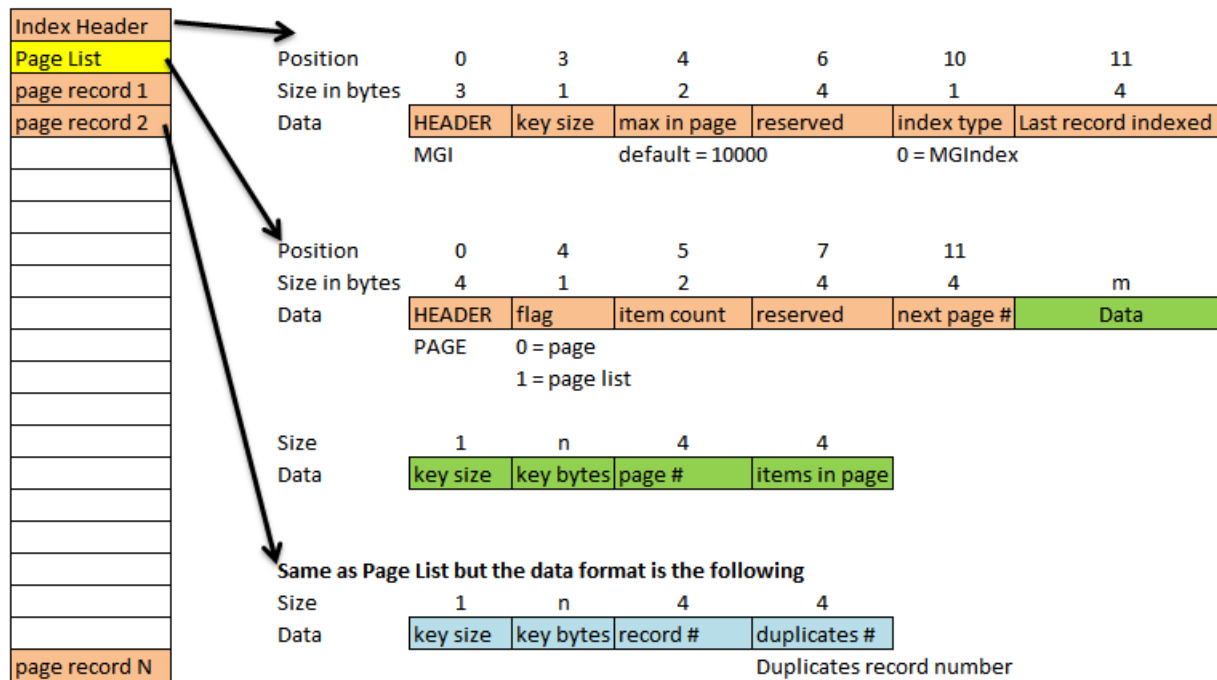 Index Header
Page List
page record 1
page record 2
page record N
Position 0 3 4 6 10 11
Size in bytes 3 1 2 4 1 4
Data HEADER key size max in page reserved index type Last record indexed
MGI default = 10000 0 = MGIndex
Position 0 4 5 7 11
Size in bytes 4 1 2 4 4 m
Data HEADER flag item count reserved next page # Data
PAGE 0 = page
1 = page list
Size 1 n 4 4
Data key size key bytes page # items in page
Same as Page List but the data format is the following
Size 1 n 4 4
Data key size key bytes record # duplicates #
Duplicates record number